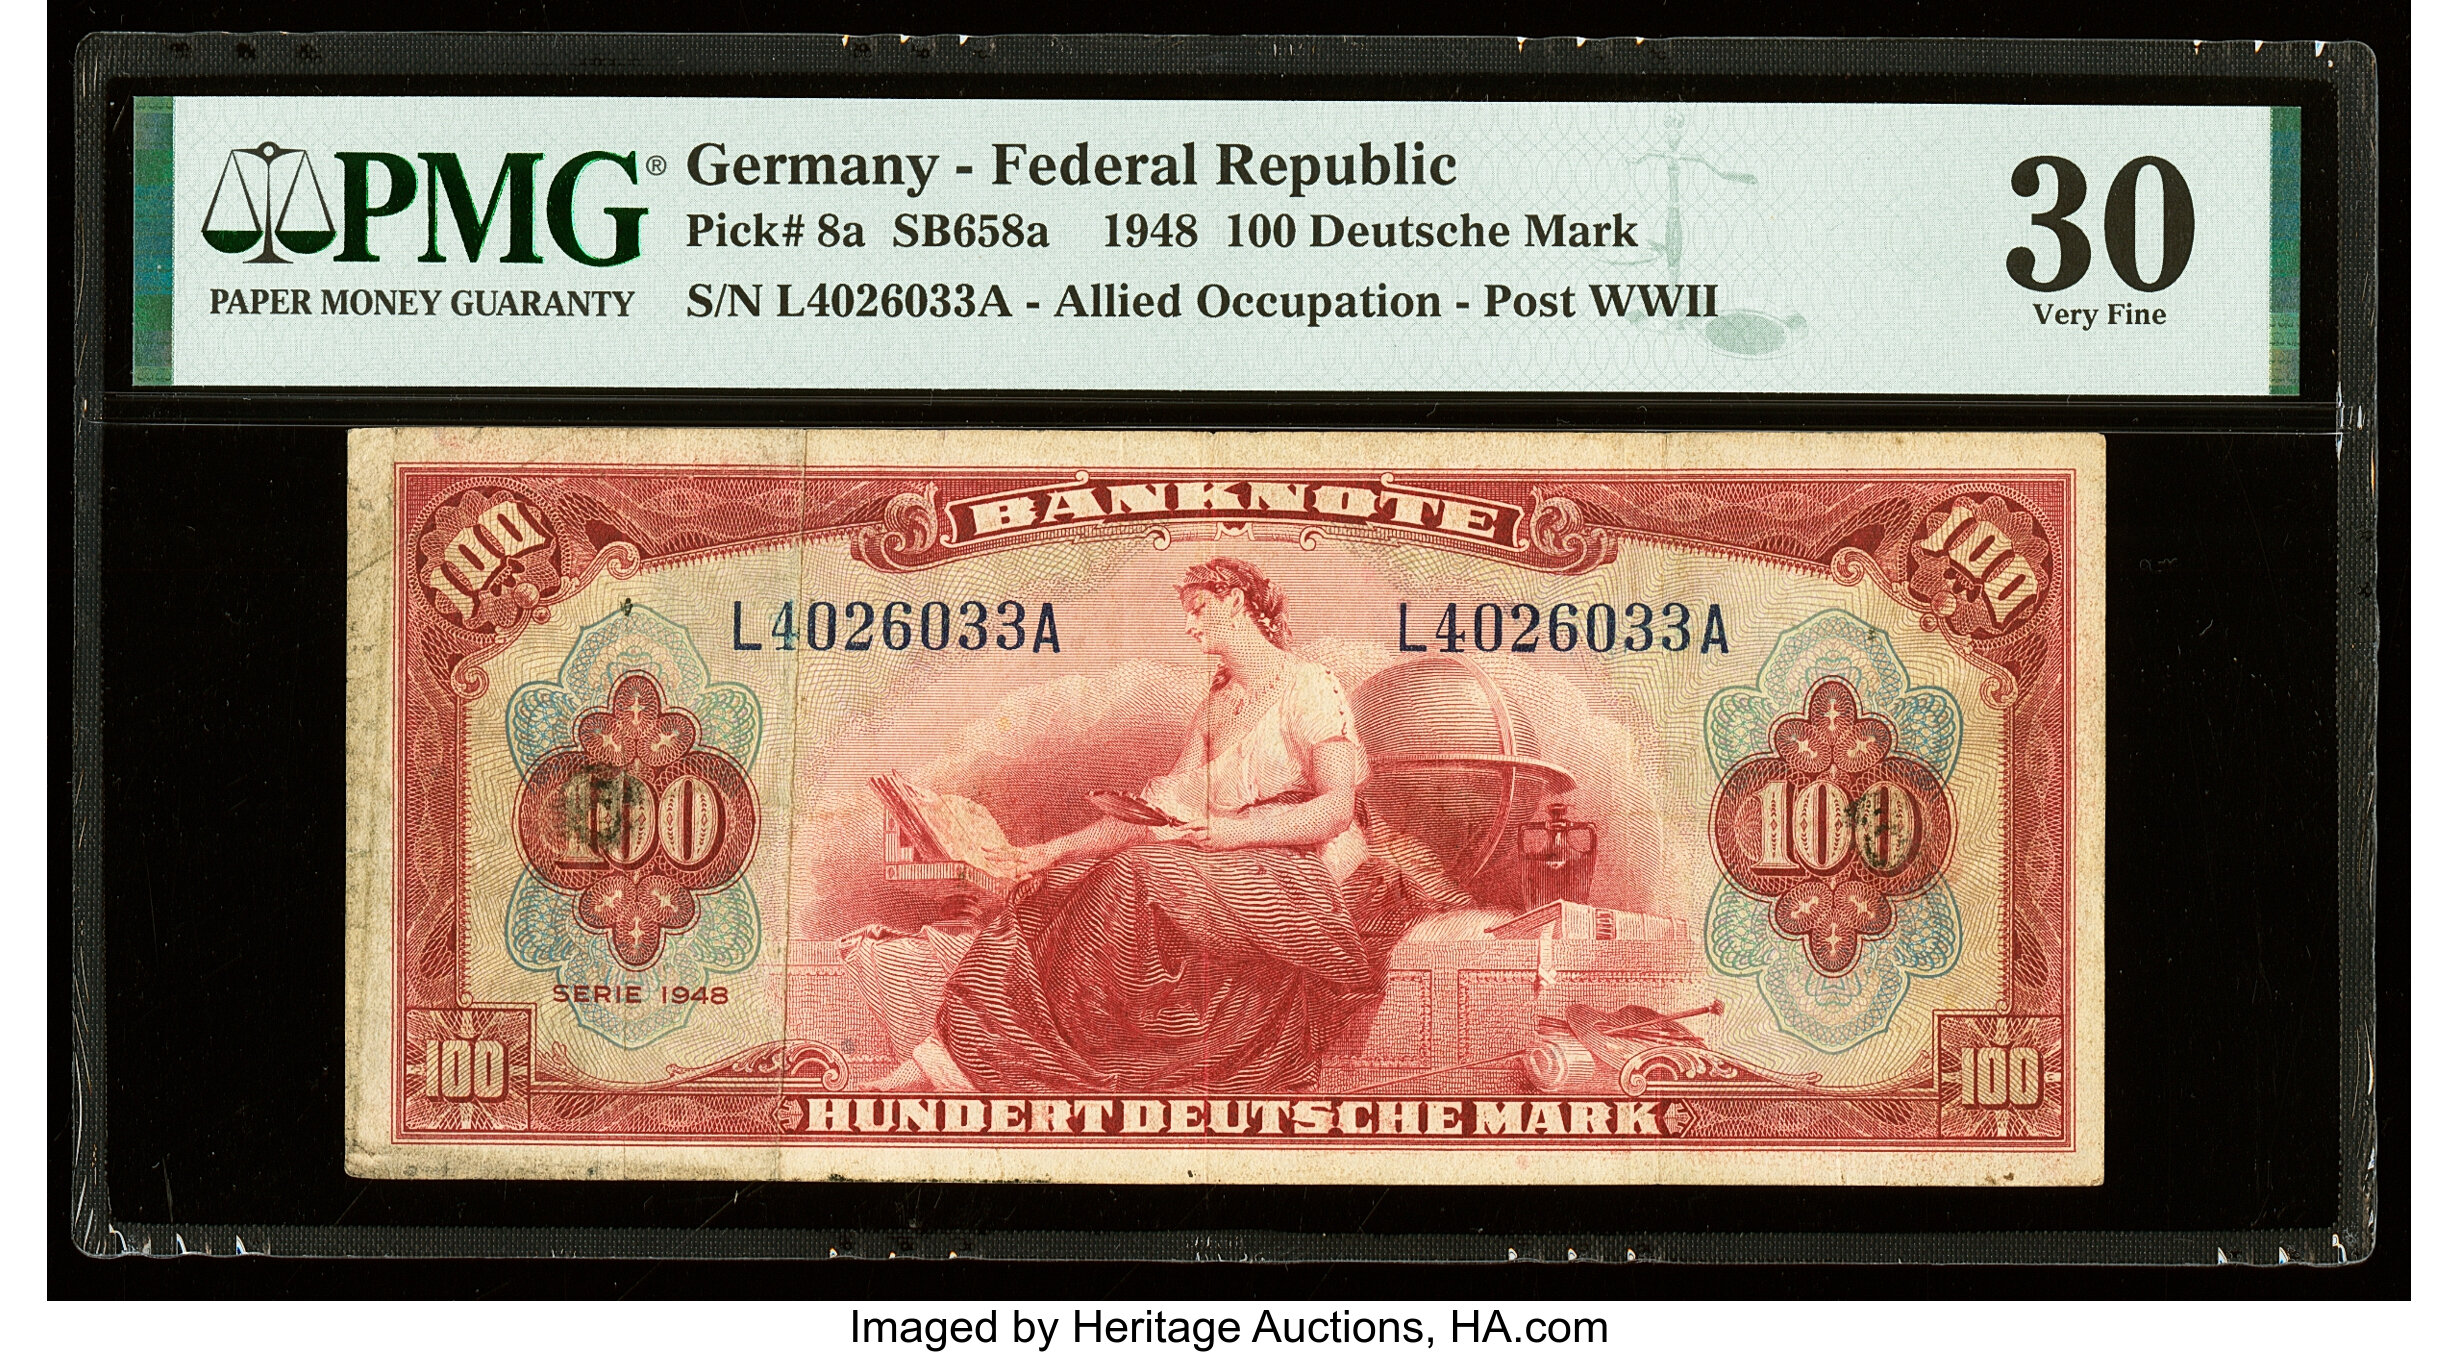 PMG®
PAPER MONEY GUARANTY
Germany - Federal Republic
Pick# 8a SB658a 1948 100 Deutsche Mark
S/N L4026033A - Allied Occupation - Post WWII
30
Very Fine
BANKNOTE
100 100
L4026033A L4026033A
100 100
SERIE 1948
100 100
HUNDERT DEUTSCHE MARK
Imaged by Heritage Auctions, HA.com